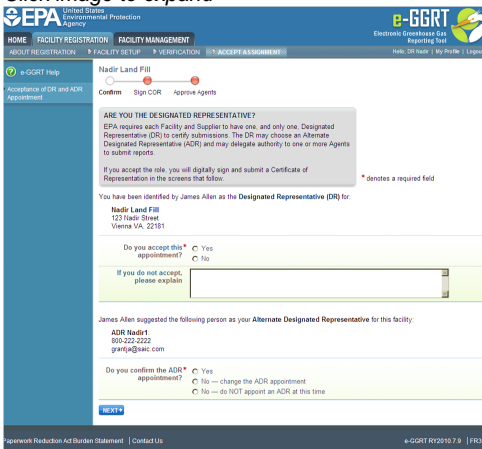 Click image to expand
EPA United States Environmental Protection Agency
e-GGRT
Electronic Greenhouse Gas
Reporting Tool
HOME FACILITY REGISTRATION FACILITY MANAGEMENT
ABOUT REGISTRATION FACILITY SETUP VERIFICATION ACCEPT ASSIGNMENT
Hello, DR Nadir | My Profile | Logout
? e-GGRT Help
Acceptance of DR and ADR
Appointment
Nadir Land Fill
Confirm Sign COR Approve Agents
ARE YOU THE DESIGNATED REPRESENTATIVE?
EPA requires each Facility and Supplier to have one, and only one, Designated
Representative (DR) to certify submissions. The DR may choose an Alternate
Designated Representative (ADR) and may delegate authority to one or more Agents
to submit reports.
If you accept the role, you will digitally sign and submit a Certificate of
Representation in the screens that follow.
* denotes a required field
You have been identified by James Allen as the Designated Representative (DR) for:
Nadir Land Fill
123 Nadir Street
Vienna VA, 22181
Do you accept this * Yes
appointment? No
If you do not accept,
please explain
James Allen suggested the following person as your Alternate Designated Representative for this facility:
ADR Nadir1:
800-222-2222
grantja@saic.com
Do you confirm the ADR * Yes
appointment? No — change the ADR appointment
No — do NOT appoint an ADR at this time
NEXT
Paperwork Reduction Act Burden Statement | Contact Us
e-GGRT RY2010.7.9 | FR3